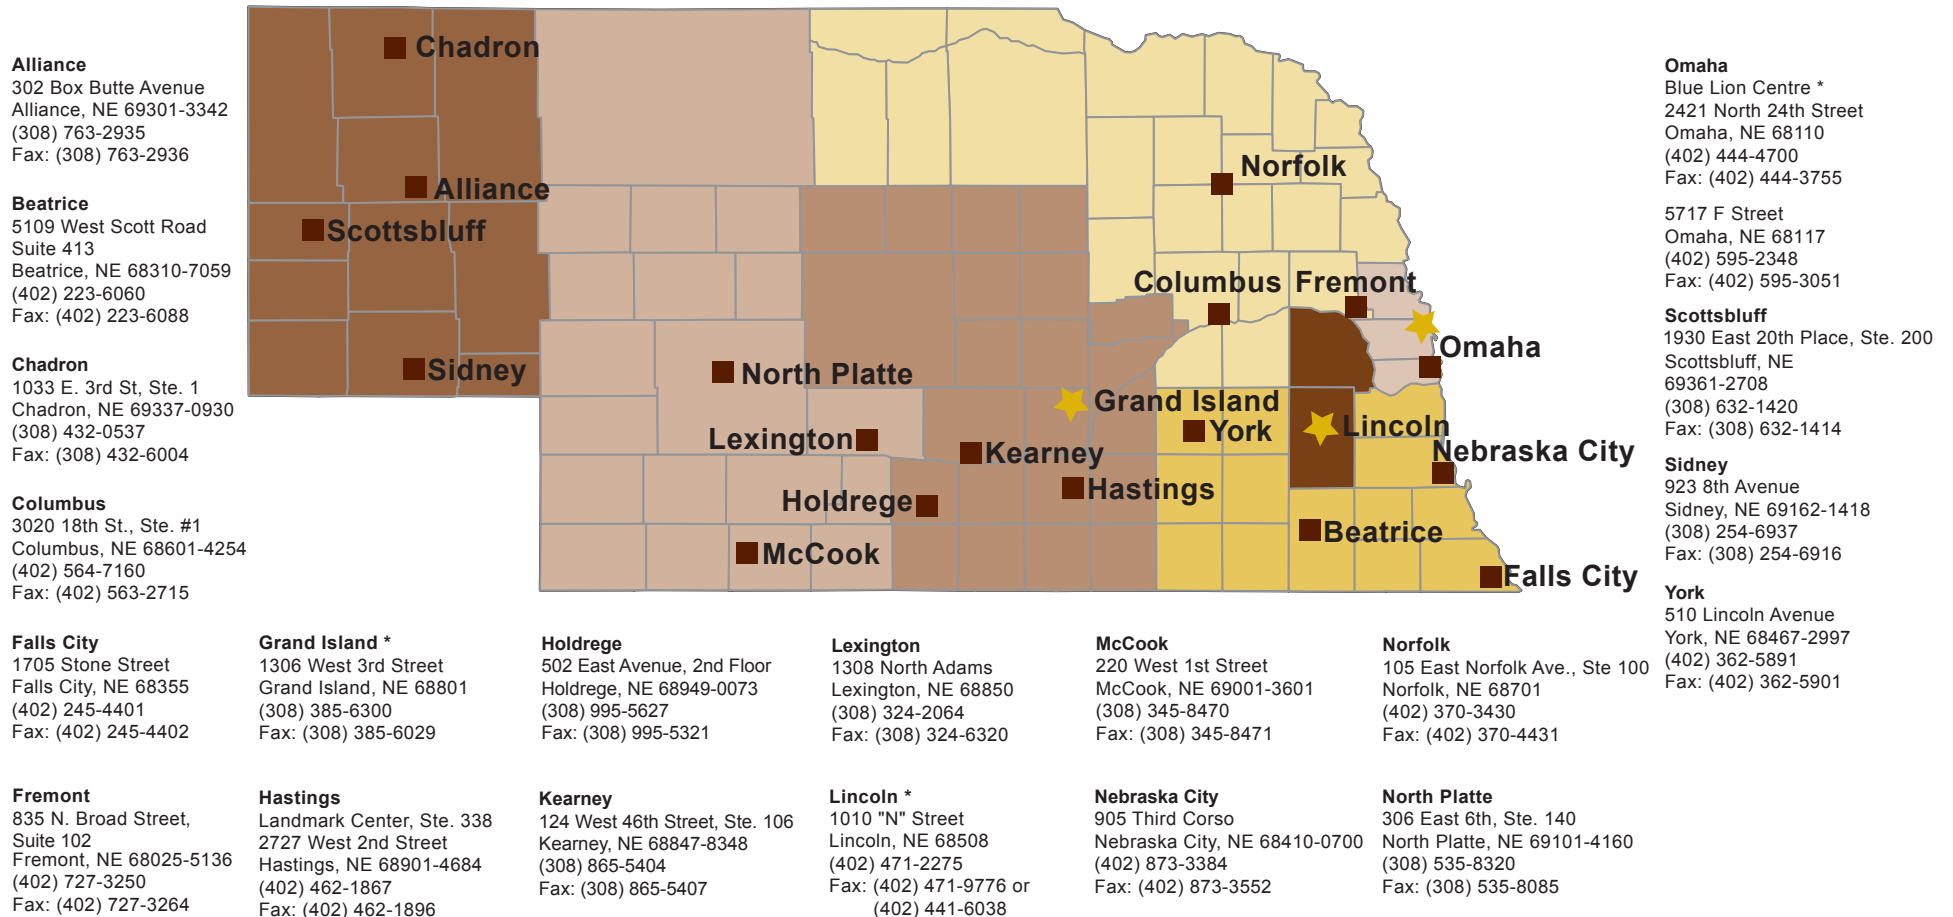 Chadron
Alliance
Scottsbluff
Sidney
Norfolk
Columbus
Fremont
Omaha
North Platte
Grand Island
York
Lincoln
Lexington
Kearney
Nebraska City
Holdrege
Hastings
Beatrice
McCook
Falls City
Alliance
302 Box Butte Avenue
Alliance, NE 69301-3342
(308) 763-2935
Fax: (308) 763-2936
Beatrice
5109 West Scott Road
Suite 413
Beatrice, NE 68310-7059
(402) 223-6060
Fax: (402) 223-6088
Chadron
1033 E. 3rd St, Ste. 1
Chadron, NE 69337-0930
(308) 432-0537
Fax: (308) 432-6004
Columbus
3020 18th St., Ste. #1
Columbus, NE 68601-4254
(402) 564-7160
Fax: (402) 563-2715
Falls City
1705 Stone Street
Falls City, NE 68355
(402) 245-4401
Fax: (402) 245-4402
Fremont
835 N. Broad Street,
Suite 102
Fremont, NE 68025-5136
(402) 727-3250
Fax: (402) 727-3264
Grand Island *
1306 West 3rd Street
Grand Island, NE 68801
(308) 385-6300
Fax: (308) 385-6029
Hastings
Landmark Center, Ste. 338
2727 West 2nd Street
Hastings, NE 68901-4684
(402) 462-1867
Fax: (402) 462-1896
Holdrege
502 East Avenue, 2nd Floor
Holdrege, NE 68949-0073
(308) 995-5627
Fax: (308) 995-5321
Kearney
124 West 46th Street, Ste. 106
Kearney, NE 68847-8348
(308) 865-5404
Fax: (308) 865-5407
Lexington
1308 North Adams
Lexington, NE 68850
(308) 324-2064
Fax: (308) 324-6320
Lincoln *
1010 "N" Street
Lincoln, NE 68508
(402) 471-2275
Fax: (402) 471-9776 or
(402) 441-6038
McCook
220 West 1st Street
McCook, NE 69001-3601
(308) 345-8470
Fax: (308) 345-8471
Nebraska City
905 Third Corso
Nebraska City, NE 68410-0700
(402) 873-3384
Fax: (402) 873-3552
Norfolk
105 East Norfolk Ave., Ste 100
Norfolk, NE 68701
(402) 370-3430
Fax: (402) 370-4431
North Platte
306 East 6th, Ste. 140
North Platte, NE 69101-4160
(308) 535-8320
Fax: (308) 535-8085
Omaha
Blue Lion Centre *
2421 North 24th Street
Omaha, NE 68110
(402) 444-4700
Fax: (402) 444-3755
5717 F Street
Omaha, NE 68117
(402) 595-2348
Fax: (402) 595-3051
Scottsbluff
1930 East 20th Place, Ste. 200
Scottsbluff, NE
69361-2708
(308) 632-1420
Fax: (308) 632-1414
Sidney
923 8th Avenue
Sidney, NE 69162-1418
(308) 254-6937
Fax: (308) 254-6916
York
510 Lincoln Avenue
York, NE 68467-2997
(402) 362-5891
Fax: (402) 362-5901